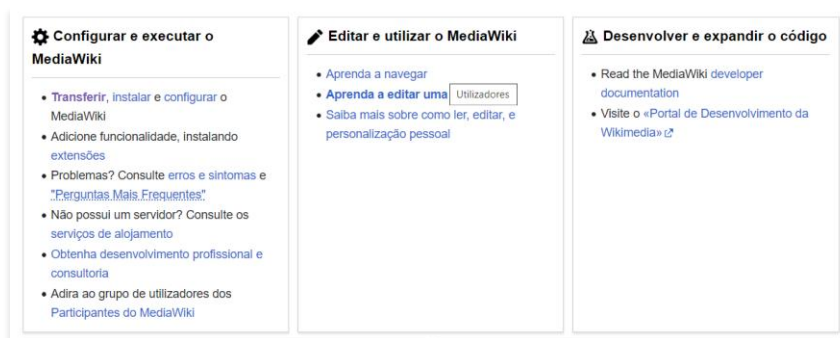 Configurar e executar o
MediaWiki
• Transferir, instalar e configurar o
MediaWiki
• Adicione funcionalidade, instalando
extensões
• Problemas? Consulte erros e sintomas e
"Perguntas Mais Frequentes"
• Não possui um servidor? Consulte os
serviços de alojamento
• Obtenha desenvolvimento profissional e
consultoria
• Adira ao grupo de utilizadores dos
Participantes do MediaWiki
Editar e utilizar o MediaWiki
• Aprenda a navegar
• Aprenda a editar uma Utilizadores
• Saiba mais sobre como ler, editar, e
personalização pessoal
Desenvolver e expandir o código
• Read the MediaWiki developer
documentation
• Visite o «Portal de Desenvolvimento da
Wikimedia»